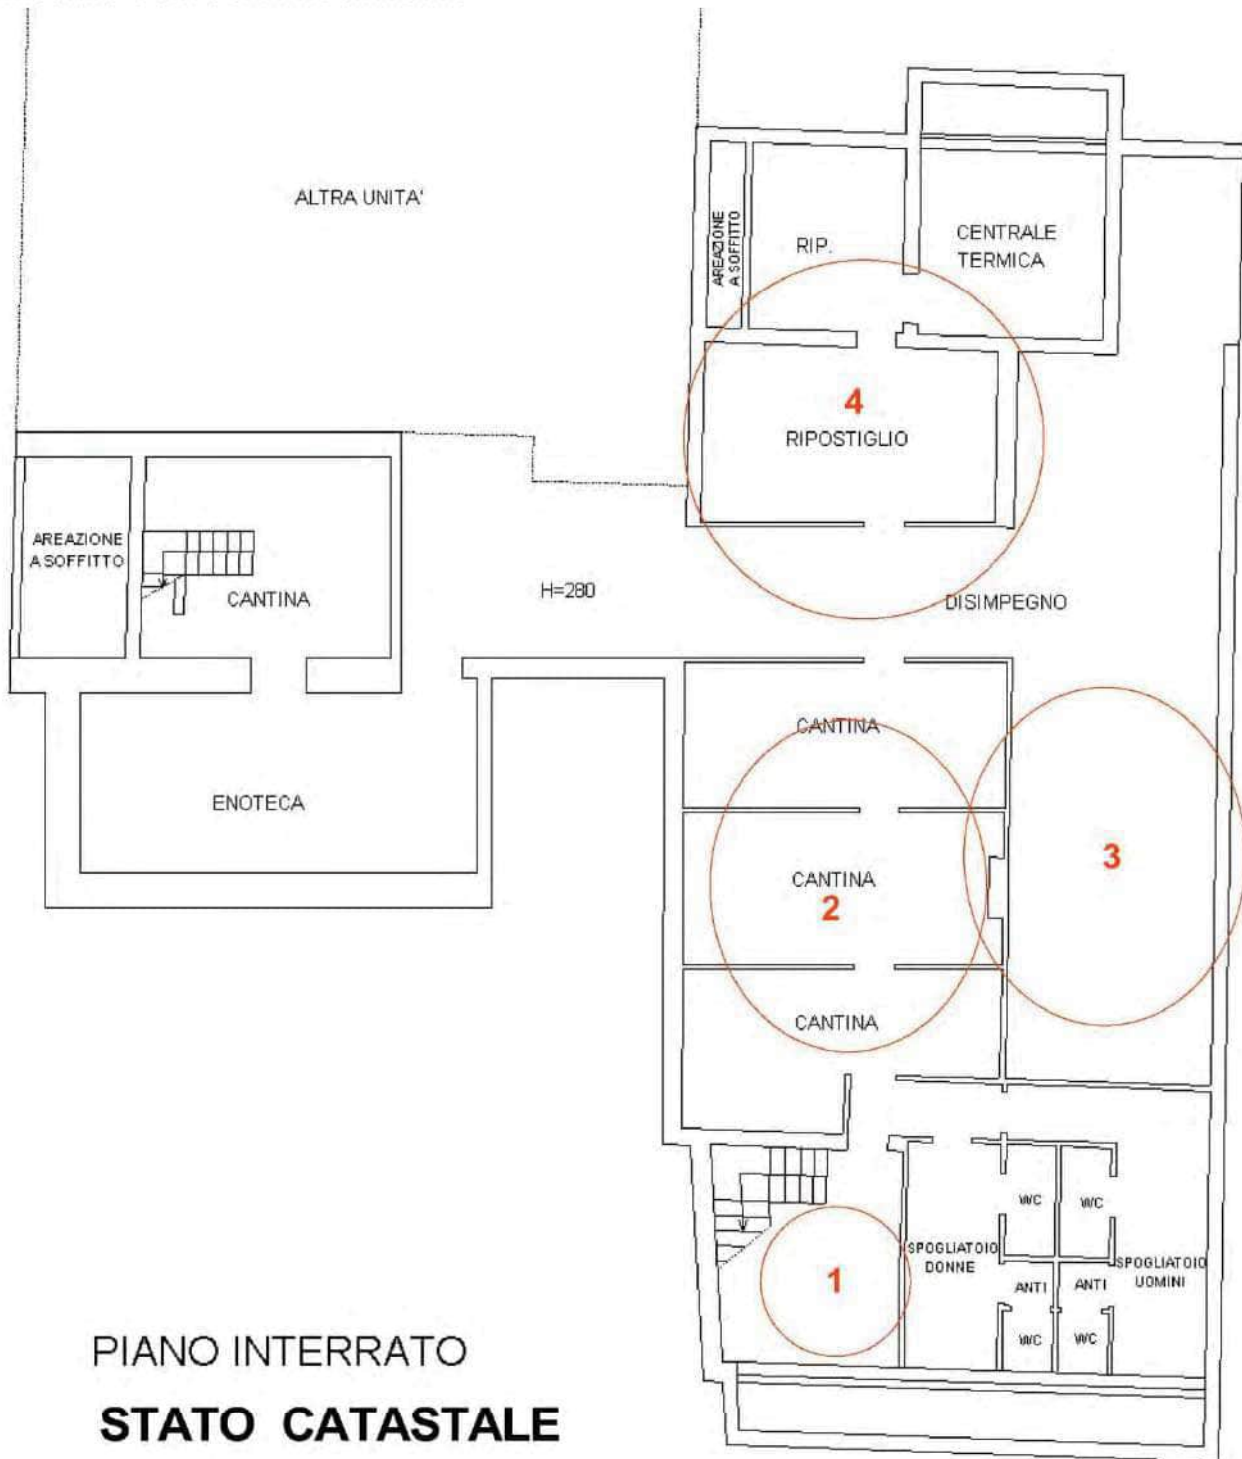 ALTRA UNITA'
AREAZIONE
A SOFFITTO
RIP.
CENTRALE
TERMICA
4
RIPOSTIGLIO
AREAZIONE
A SOFFITTO
CANTINA
H=280
DISIMPEGNO
CANTINA
ENOTECA
3
CANTINA
2
CANTINA
WC
WC
SPOGLIATOIO
DONNE
SPOGLIATOIO
UOMINI
1
ANTI
ANTI
WC
WC
PIANO INTERRATO
STATO CATASTALE